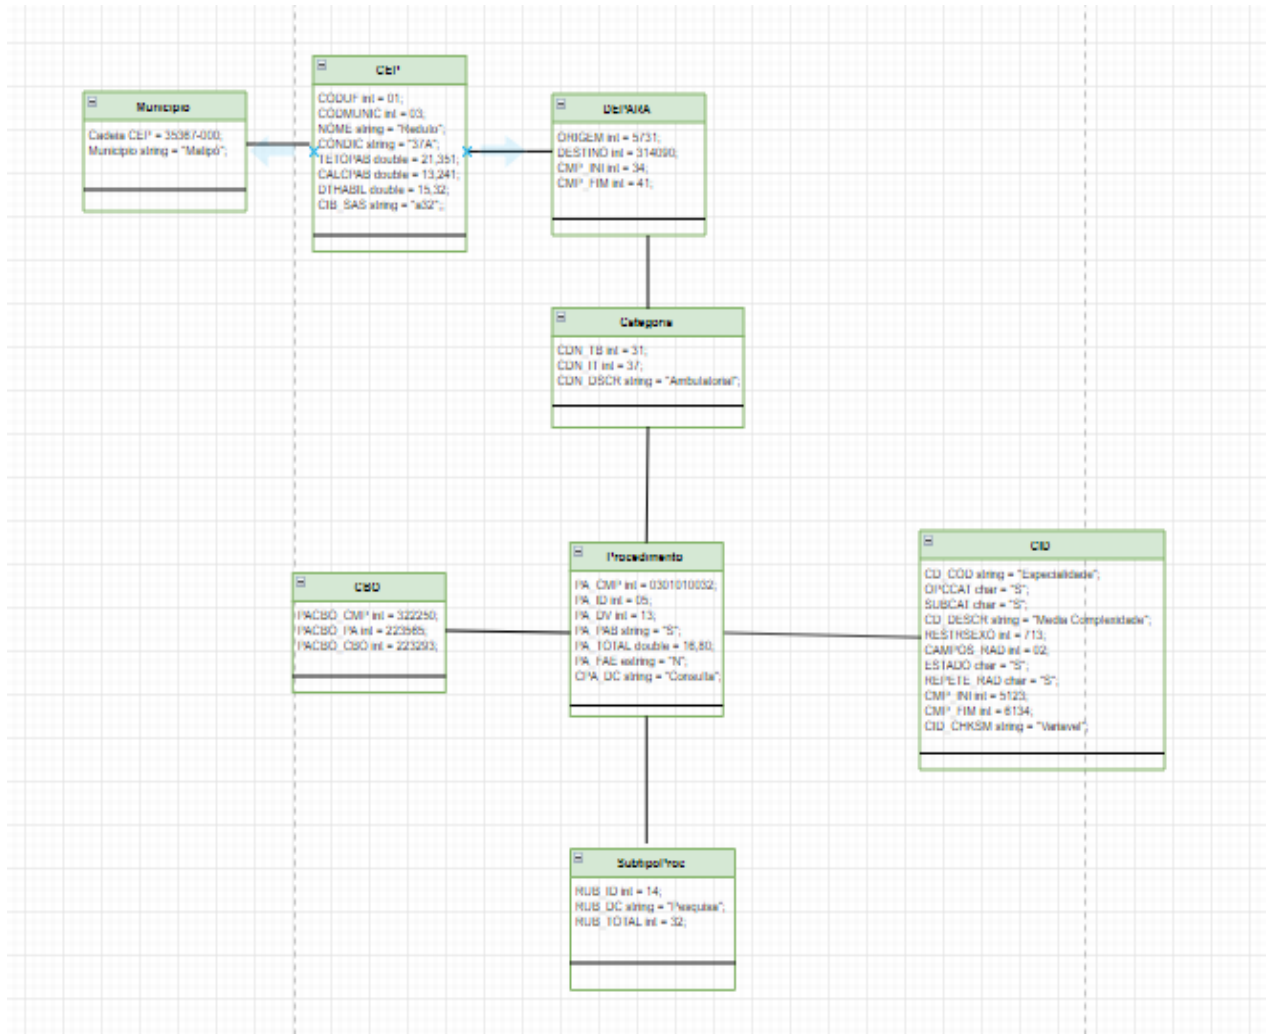 Municipio
Cadeia CEP = 35367-000;
Municipio string = "Matipó";
CEP
CODUF int = 01;
CODMUNIC int = 03;
NOME string = "Reduto";
CONDIC string = "37A";
TETOPAB double = 21,351;
CALCPAB double = 13,241;
DTHABIL double = 15,32;
CIB_SAS string = "a32";
DEPARA
ORIGEM int = 5731;
DESTINO int = 314090;
CMP_INI int = 34;
CMP_FIM int = 41;
Categoria
CDN_TB int = 31;
CDN_IT int = 37;
CDN_DSCR string = "Ambulatorial";
CBO
PACBO_CMP int = 322250;
PACBO_PA int = 223565;
PACBO_CBO int = 223293;
Procedimento
PA_CMP int = 0301010032;
PA_ID int = 05;
PA_DV int = 13;
PA_PAB string = "S";
PA_TOTAL double = 16,80;
PA_FAE estring = "N";
CPA_DC string = "Consulta";
CID
CD_COD string = "Especialidade";
OPCCAT char = "S";
SUBCAT char = "S";
CD_DESCR string = "Media Complexidade";
RESTRSEXO int = 713;
CAMPOS_RAD int = 02;
ESTADO char = "S";
REPETE_RAD char = "S";
CMP_INI int = 5123;
CMP_FIM int = 6134;
CID_CHKSM string = "Variavel";
SubtipoProc
RUB_ID int = 14;
RUB_DC string = "Pesquisa";
RUB_TOTAL int = 32;